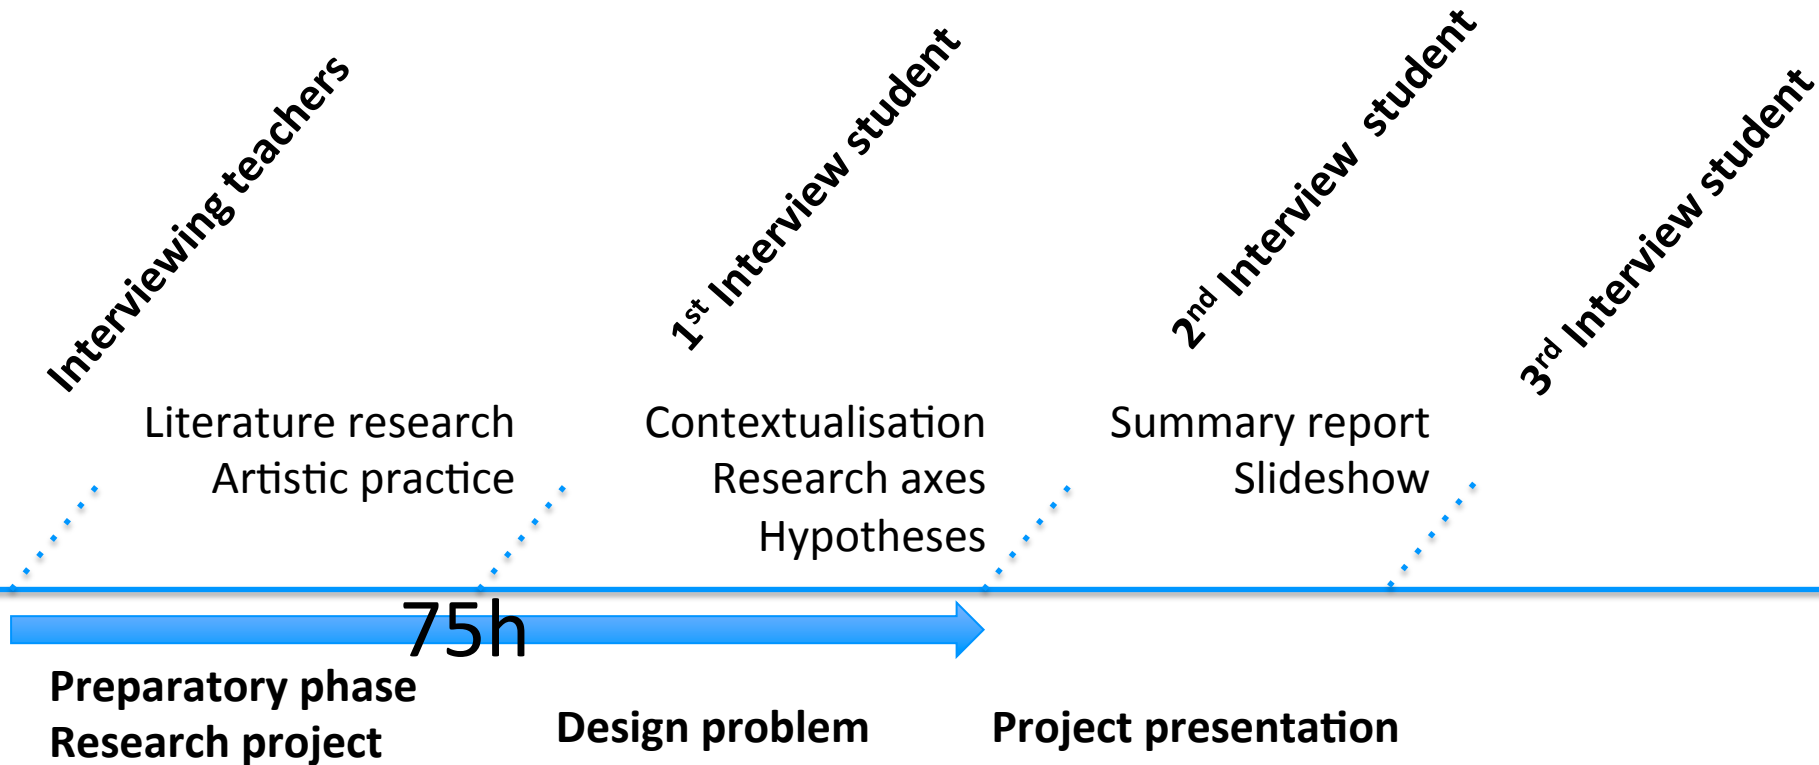 Interviewing teachers
1st Interview student
2nd Interview student
3rd Interview student
Literature research
Artistic practice
Contextualisation
Research axes
Hypotheses
Summary report
Slideshow
75h
Preparatory phase
Research project
Design problem
Project presentation